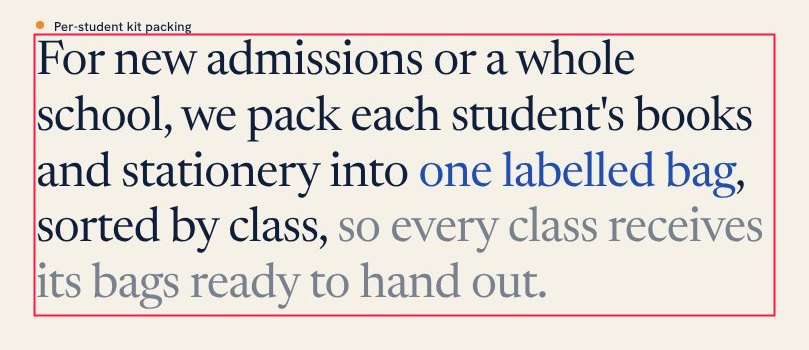 Per-student kit packing
For new admissions or a whole
school, we pack each student's books
and stationery into one labelled bag,
sorted by class, so every class receives
its bags ready to hand out.